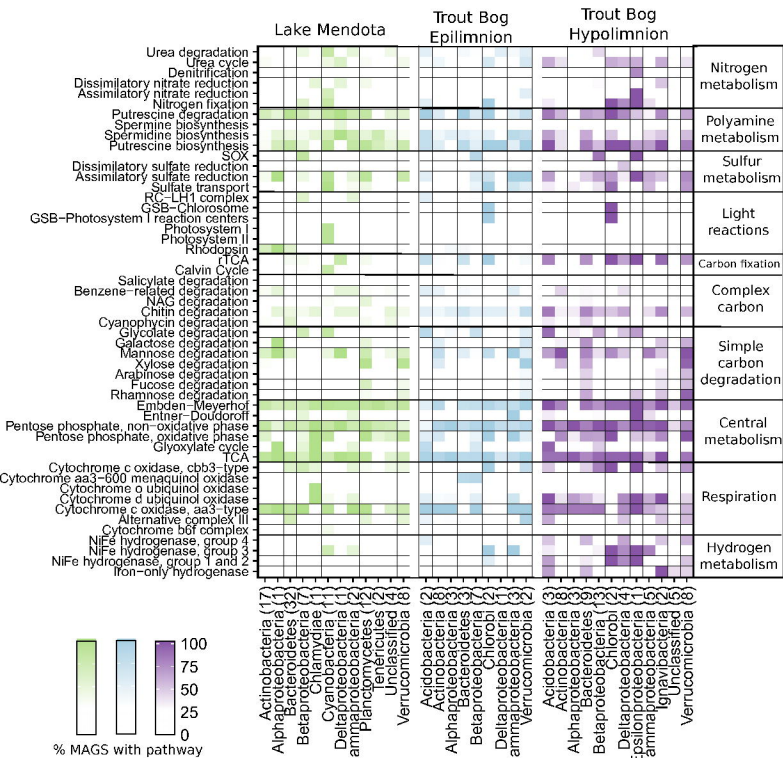 Lake Mendota
Trout Bog
Epilimnion
Trout Bog
Hypolimnion
Urea degradation
Urea cycle
Denitrification
Dissimilatory nitrate reduction
Assimilatory nitrate reduction
Nitrogen fixation
Nitrogen
metabolism
Putrescine degradation
Spermine biosynthesis
Spermidine biosynthesis
Putrescine biosynthesis
Polyamine
metabolism
SOX
Dissimilatory sulfate reduction
Assimilatory sulfate reduction
Sulfate transport
Sulfur
metabolism
RC−LH1 complex
GSB−Chlorosome
GSB−Photosystem I reaction centers
Photosystem I
Photosystem II
Rhodopsin
Light
reactions
rTCA
Calvin Cycle
Carbon fixation
Salicylate degradation
Benzene−related degradation
NAG degradation
Chitin degradation
Cyanophycin degradation
Complex
carbon
Glycolate degradation
Galactose degradation
Mannose degradation
Xylose degradation
Arabinose degradation
Fucose degradation
Rhamnose degradation
Simple
carbon
degradation
Embden−Meyerhof
Entner−Doudoroff
Pentose phosphate, non−oxidative phase
Pentose phosphate, oxidative phase
Glyoxylate cycle
TCA
Central
metabolism
Cytochrome c oxidase, cbb3−type
Cytochrome aa3−600 menaquinol oxidase
Cytochrome o ubiquinol oxidase
Cytochrome d ubiquinol oxidase
Cytochrome c oxidase, aa3−type
Alternative complex III
Cytochrome b6f complex
Respiration
NiFe hydrogenase, group 4
NiFe hydrogenase, group 3
NiFe hydrogenase, group 1 and 2
Iron−only hydrogenase
Hydrogen
metabolism
Actinobacteria (17)
Alphaproteobacteria (1)
Bacteroidetes (32)
Betaproteobacteria (7)
Chlamydiae (1)
Cyanobacteria (11)
Deltaproteobacteria (1)
ammaproteobacteria (2)
Tenericutes (2)
Unclassified (4)
Verrucomicrobia (8)
Acidobacteria (2)
Actinobacteria (8)
Alphaproteobacteria (3)
Bacteroidetes (3)
Betaproteobacteria (7)
Chlorobi (2)
Deltaproteobacteria (1)
ammaproteobacteria (3)
Verrucomicrobia (2)
Acidobacteria (3)
Actinobacteria (8)
Alphaproteobacteria (3)
Bacteroidetes (9)
Betaproteobacteria (13)
Chlorobi (2)
Deltaproteobacteria (4)
Epsilonproteobacteria (1)
ammaproteobacteria (5)
Ignavibacteria (2)
Verrucomicrobia (8)
100
75
50
25
0
% MAGS with pathway